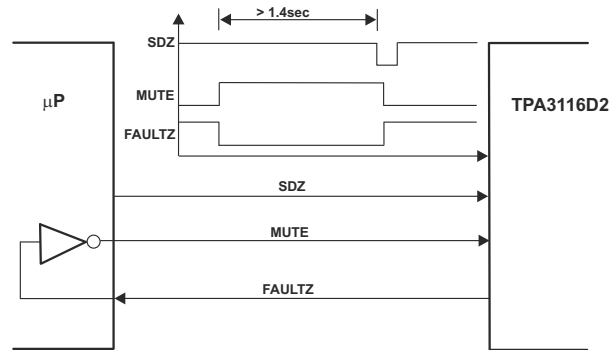 > 1.4sec
SDZ
MUTE
FAULTZ
μP
TPA3116D2
SDZ
MUTE
FAULTZ